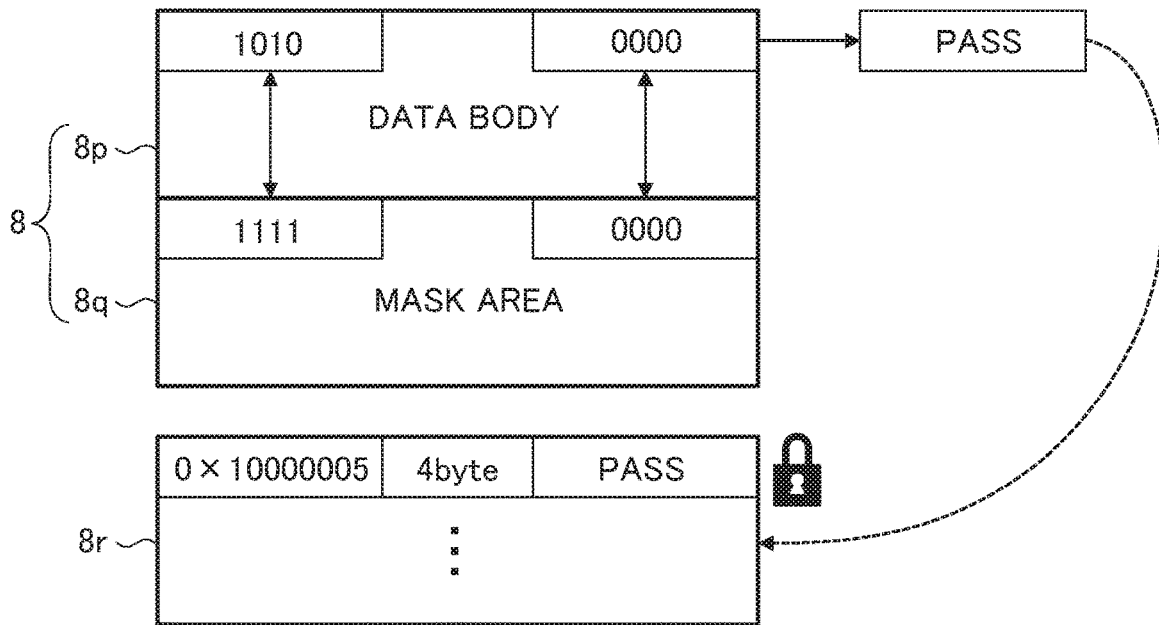 1010 0000 PASS
DATA BODY
8p
8
1111 0000
8q MASK AREA
0×10000005 4byte PASS
8r